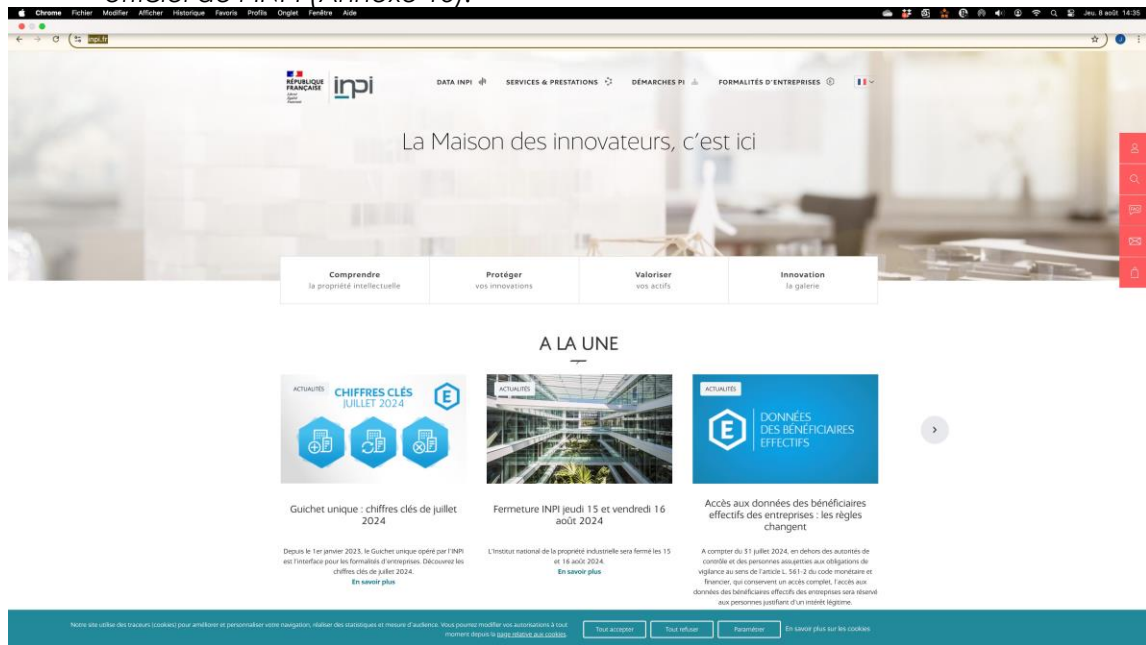 officiel de l'INPI (Annexe 10).
Chrome Fichier Modifier Afficher Historique Favoris Profils Onglet Fenêtre Aide
Jeu. 8 août 14:35
inpi.fr
RÉPUBLIQUE
FRANÇAISE
inpi
DATA INPI SERVICES & PRESTATIONS DÉMARCHES PI FORMALITÉS D'ENTREPRISES
La Maison des innovateurs, c'est ici
Comprendre Protéger Valoriser Innovation
la propriété intellectuelle vos innovations vos actifs la galerie
A LA UNE
ACTUALITÉS
CHIFFRES CLÉS
JUILLET 2024
E
ACTUALITÉS
ACTUALITÉS
E
DONNÉES
DES BÉNÉFICIAIRES
EFFECTIFS
Guichet unique : chiffres clés de juillet
2024
Depuis le 1er janvier 2023, le Guichet unique opéré par l'INPI
est l'interface pour les formalités d'entreprises. Découvrez les
chiffres clés de juillet 2024.
En savoir plus
Fermeture INPI jeudi 15 et vendredi 16
août 2024
L'Institut national de la propriété industrielle sera fermé les 15
et 16 août 2024.
En savoir plus
Accès aux données des bénéficiaires
effectifs des entreprises : les règles
changent
A compter du 31 juillet 2024, en dehors des autorités de
contrôle et des personnes assujetties aux obligations de
vigilance au sens de l'article L. 561-2 du code monétaire et
financier, qui conservent un accès complet, l'accès aux
données des bénéficiaires effectifs des entreprises sera réservé
aux personnes justifiant d'un intérêt légitime.
Notre site utilise des traceurs (cookies) pour améliorer et personnaliser votre navigation, réaliser des statistiques et mesure d'audience. Vous pourrez modifier vos autorisations à tout
moment depuis la page relative aux cookies.
Tout accepter Tout refuser Paramétrer En savoir plus sur les cookies